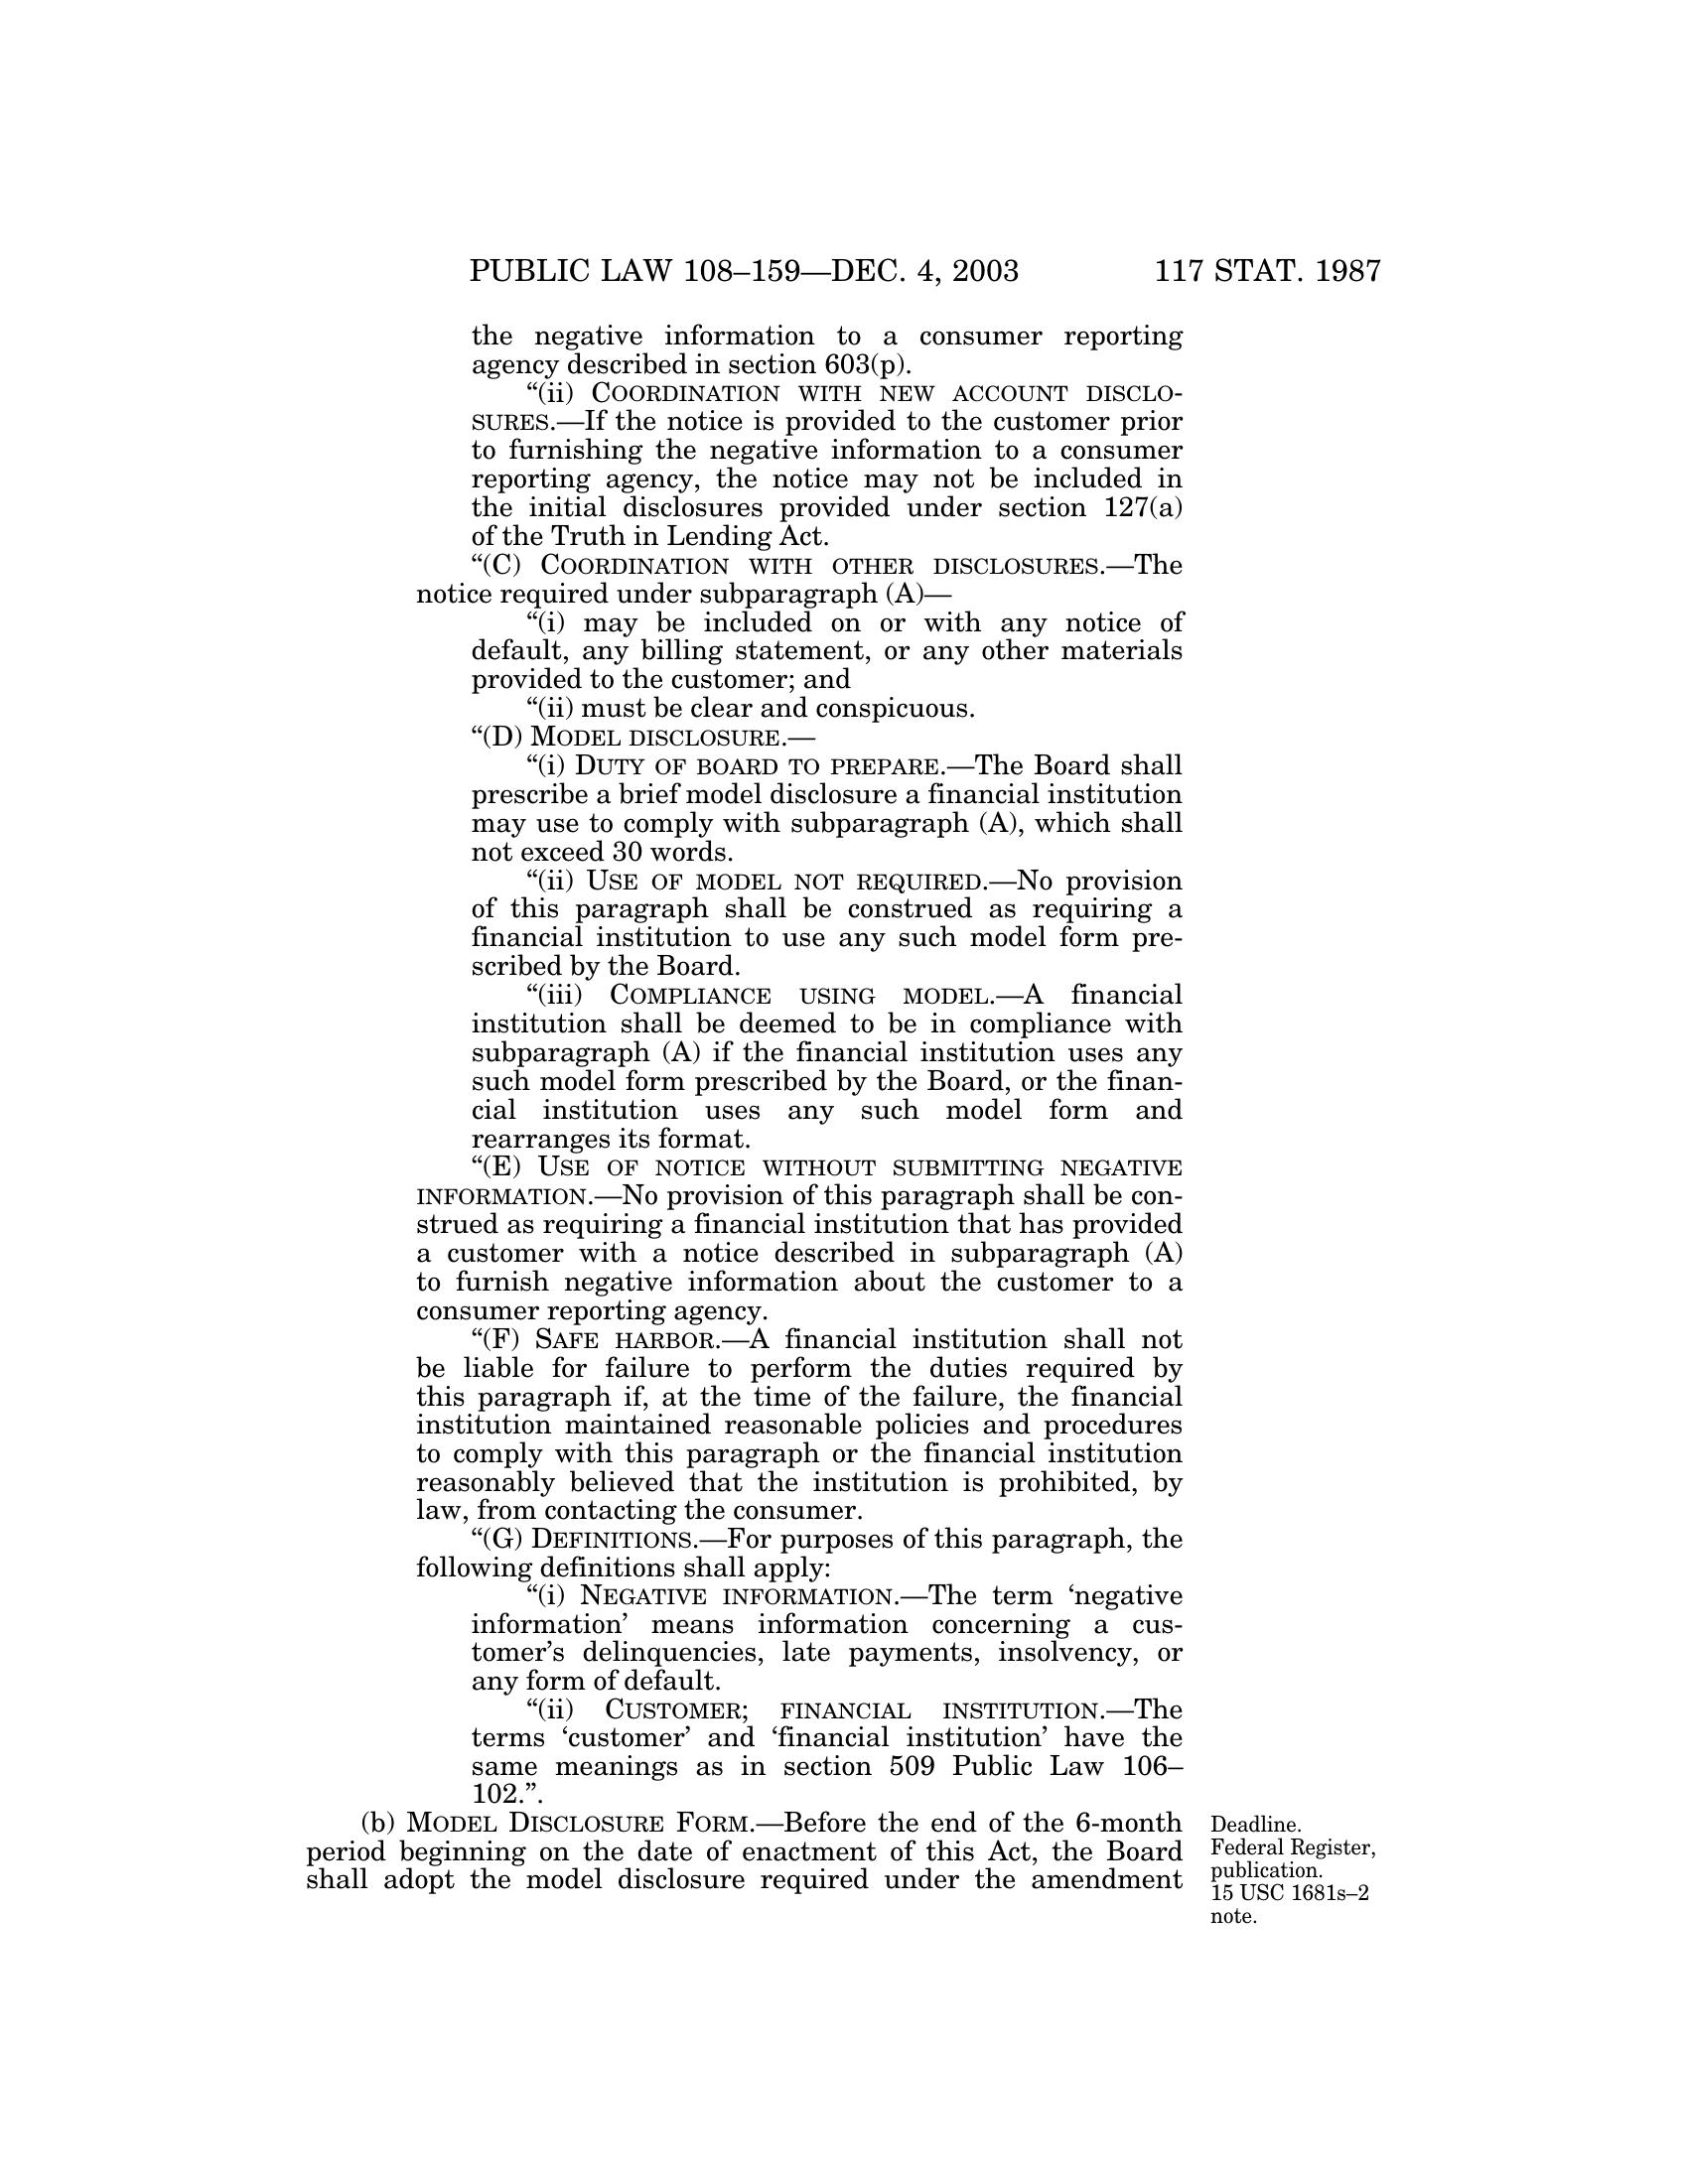 PUBLIC LAW 108–159—DEC. 4, 2003 117 STAT. 1987
the negative information to a consumer reporting
agency described in section 603(p).
“(ii) COORDINATION WITH NEW ACCOUNT DISCLO-
SURES.—If the notice is provided to the customer prior
to furnishing the negative information to a consumer
reporting agency, the notice may not be included in
the initial disclosures provided under section 127(a)
of the Truth in Lending Act.
“(C) COORDINATION WITH OTHER DISCLOSURES.—The
notice required under subparagraph (A)—
“(i) may be included on or with any notice of
default, any billing statement, or any other materials
provided to the customer; and
“(ii) must be clear and conspicuous.
“(D) MODEL DISCLOSURE.—
“(i) DUTY OF BOARD TO PREPARE.—The Board shall
prescribe a brief model disclosure a financial institution
may use to comply with subparagraph (A), which shall
not exceed 30 words.
“(ii) USE OF MODEL NOT REQUIRED.—No provision
of this paragraph shall be construed as requiring a
financial institution to use any such model form pre-
scribed by the Board.
“(iii) COMPLIANCE USING MODEL.—A financial
institution shall be deemed to be in compliance with
subparagraph (A) if the financial institution uses any
such model form prescribed by the Board, or the finan-
cial institution uses any such model form and
rearranges its format.
“(E) USE OF NOTICE WITHOUT SUBMITTING NEGATIVE
INFORMATION.—No provision of this paragraph shall be con-
strued as requiring a financial institution that has provided
a customer with a notice described in subparagraph (A)
to furnish negative information about the customer to a
consumer reporting agency.
“(F) SAFE HARBOR.—A financial institution shall not
be liable for failure to perform the duties required by
this paragraph if, at the time of the failure, the financial
institution maintained reasonable policies and procedures
to comply with this paragraph or the financial institution
reasonably believed that the institution is prohibited, by
law, from contacting the consumer.
“(G) DEFINITIONS.—For purposes of this paragraph, the
following definitions shall apply:
“(i) NEGATIVE INFORMATION.—The term ‘negative
information’ means information concerning a cus-
tomer’s delinquencies, late payments, insolvency, or
any form of default.
“(ii) CUSTOMER; FINANCIAL INSTITUTION.—The
terms ‘customer’ and ‘financial institution’ have the
same meanings as in section 509 Public Law 106–
102.”.
(b) MODEL DISCLOSURE FORM.—Before the end of the 6-month
period beginning on the date of enactment of this Act, the Board
shall adopt the model disclosure required under the amendment
Deadline.
Federal Register,
publication.
15 USC 1681s–2
note.